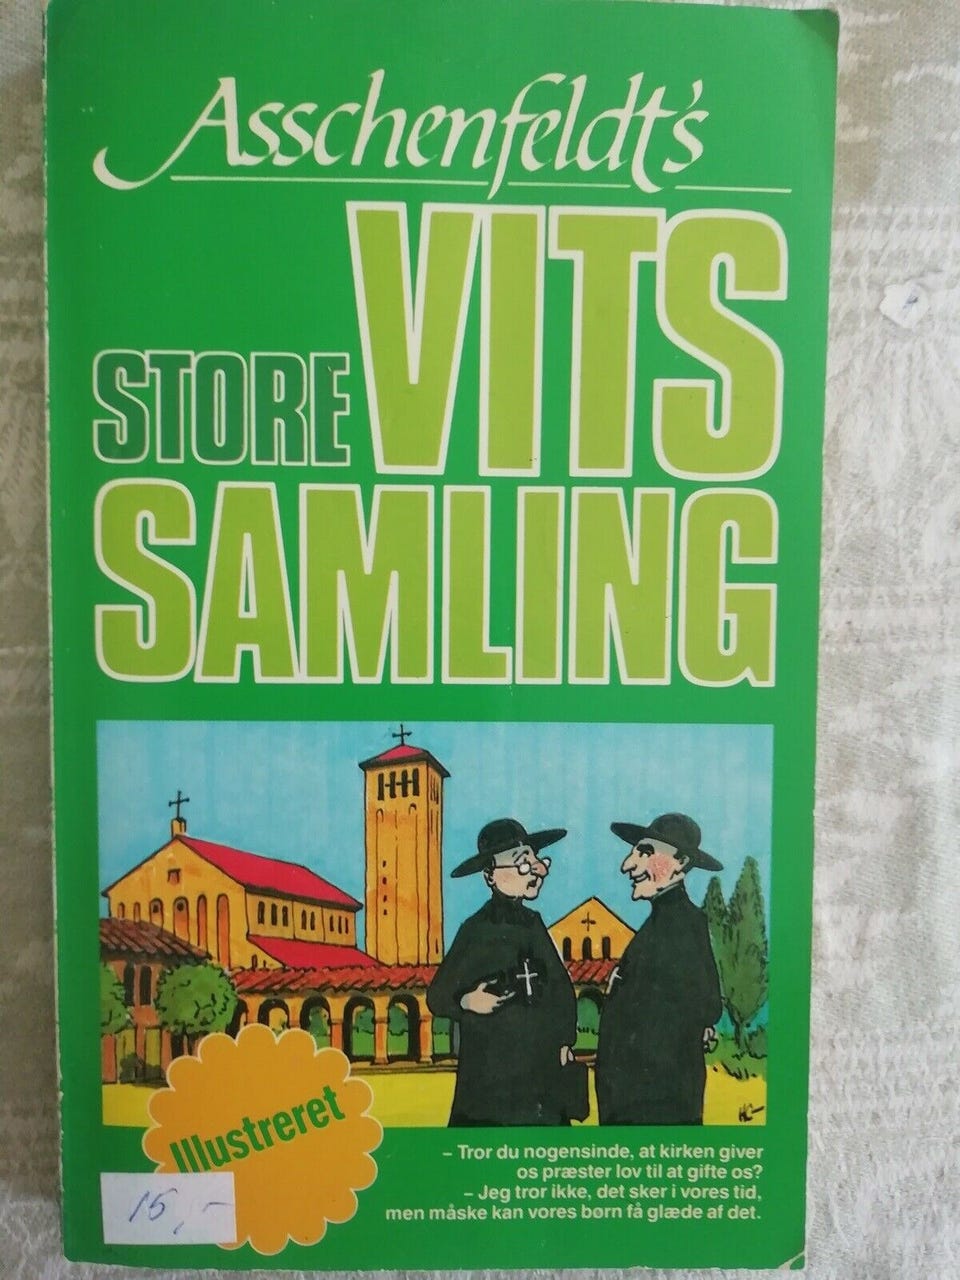 Asschenfeldt's
STORE VITS
SAMLING
Illustreret
15,-
– Tror du nogensinde, at kirken giver
os præster lov til at gifte os?
– Jeg tror ikke, det sker i vores tid,
men måske kan vores børn få glæde af det.